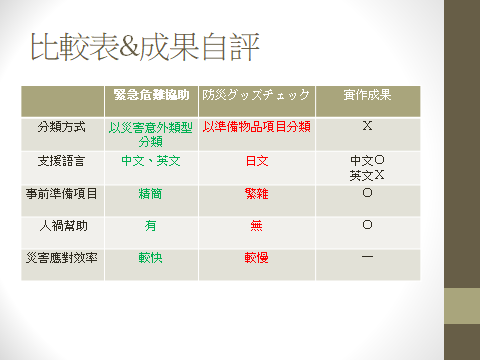 比較表&成果自評
緊急危難協助 防災グッズチェック 實作成果
分類方式 以災害意外類型分類 以準備物品項目分類 X
支援語言 中文、英文 日文 中文O
英文X
事前準備項目 精簡 繁雜 O
人禍幫助 有 無 O
災害應對效率 較快 較慢 —